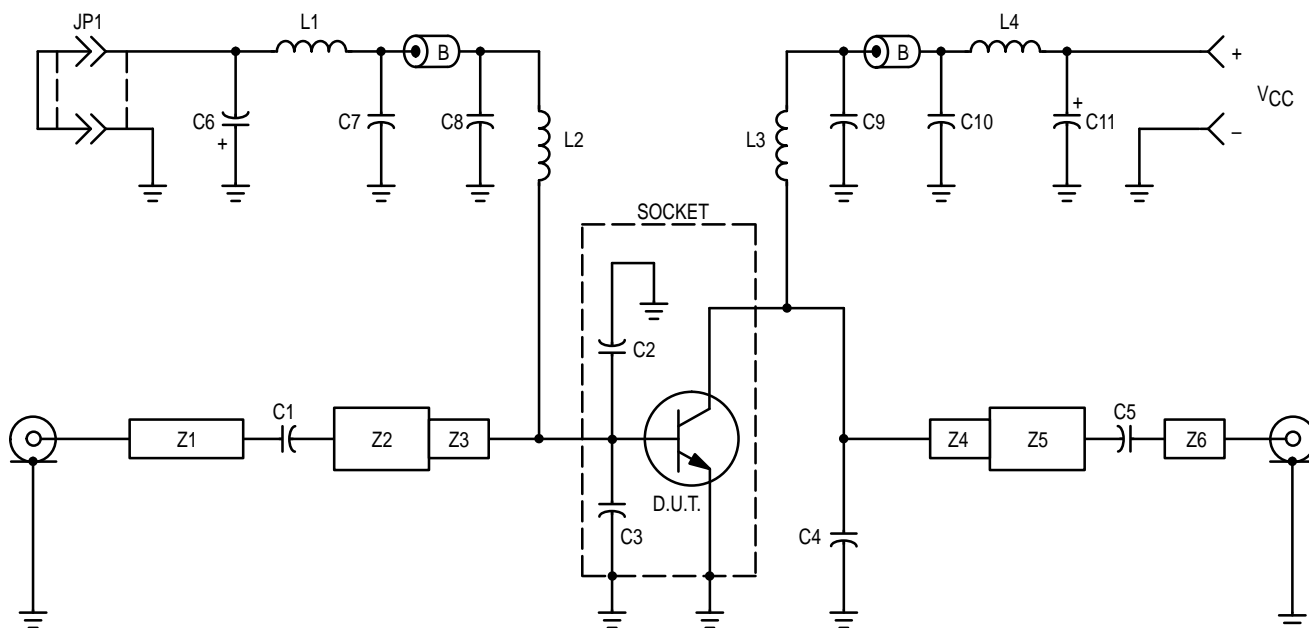 JP1
L1
L4
B
B
+
VCC
–
C6
+
C7
C8
L2
L3
C9
C10
+
C11
SOCKET
C2
C1
C5
Z1
Z2
Z3
Z4
Z5
Z6
D.U.T.
C3
C4